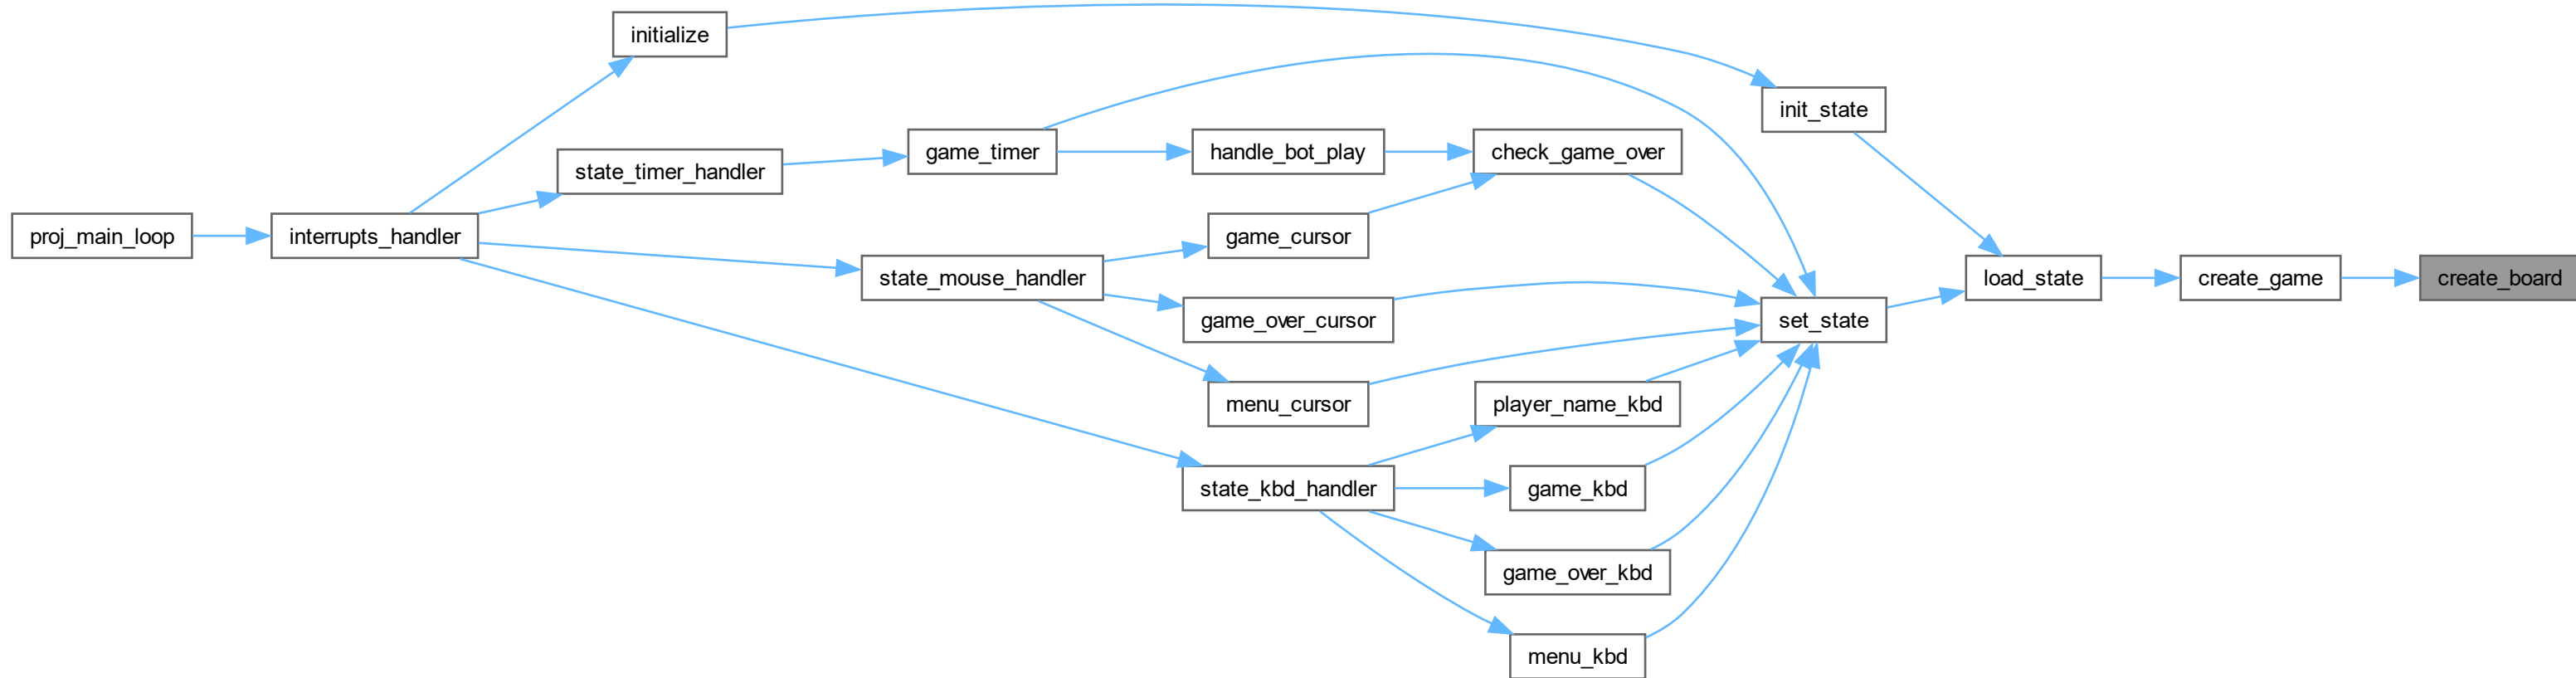 initialize
init_state
game_timer
handle_bot_play
check_game_over
state_timer_handler
proj_main_loop
interrupts_handler
game_cursor
state_mouse_handler
load_state
create_game
create_board
game_over_cursor
set_state
menu_cursor
player_name_kbd
state_kbd_handler
game_kbd
game_over_kbd
menu_kbd